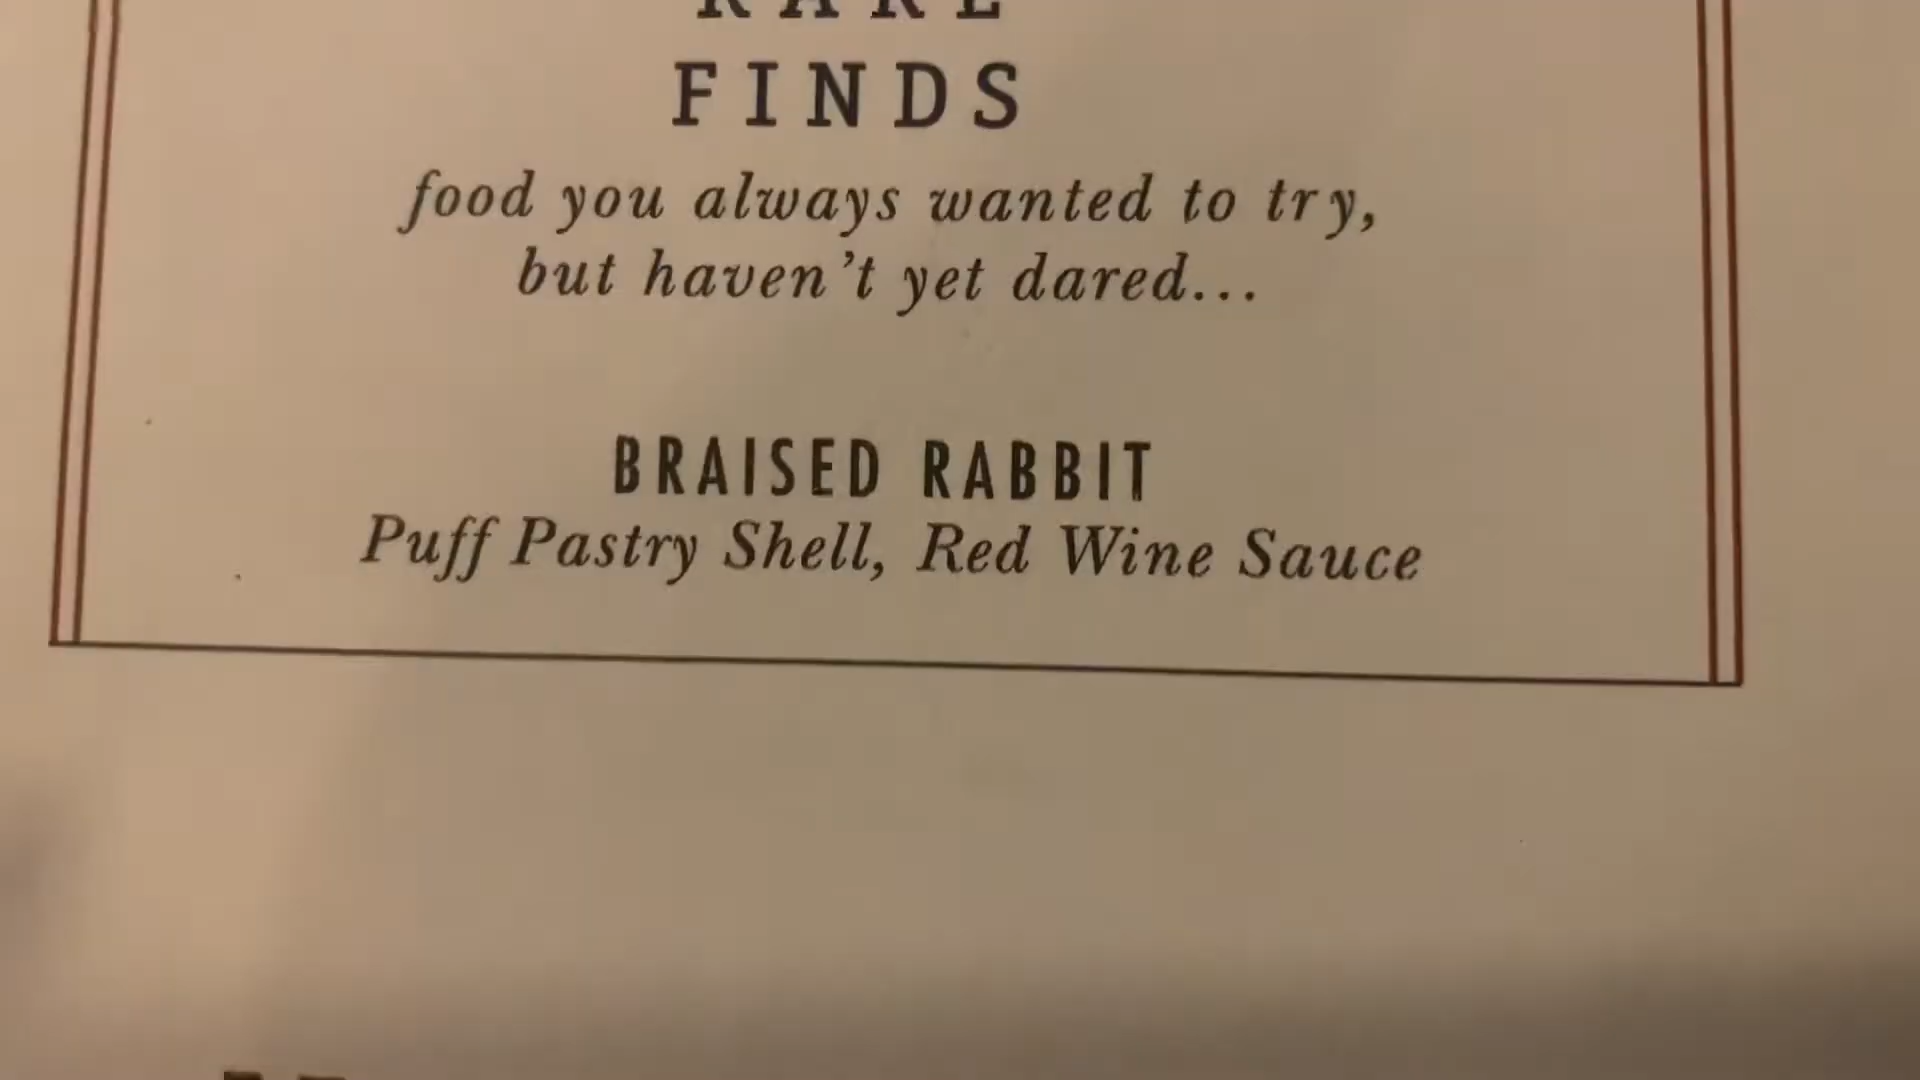 RARE
FINDS
food you always wanted to try,
but haven't yet dared...
BRAISED RABBIT
Puff Pastry Shell, Red Wine Sauce